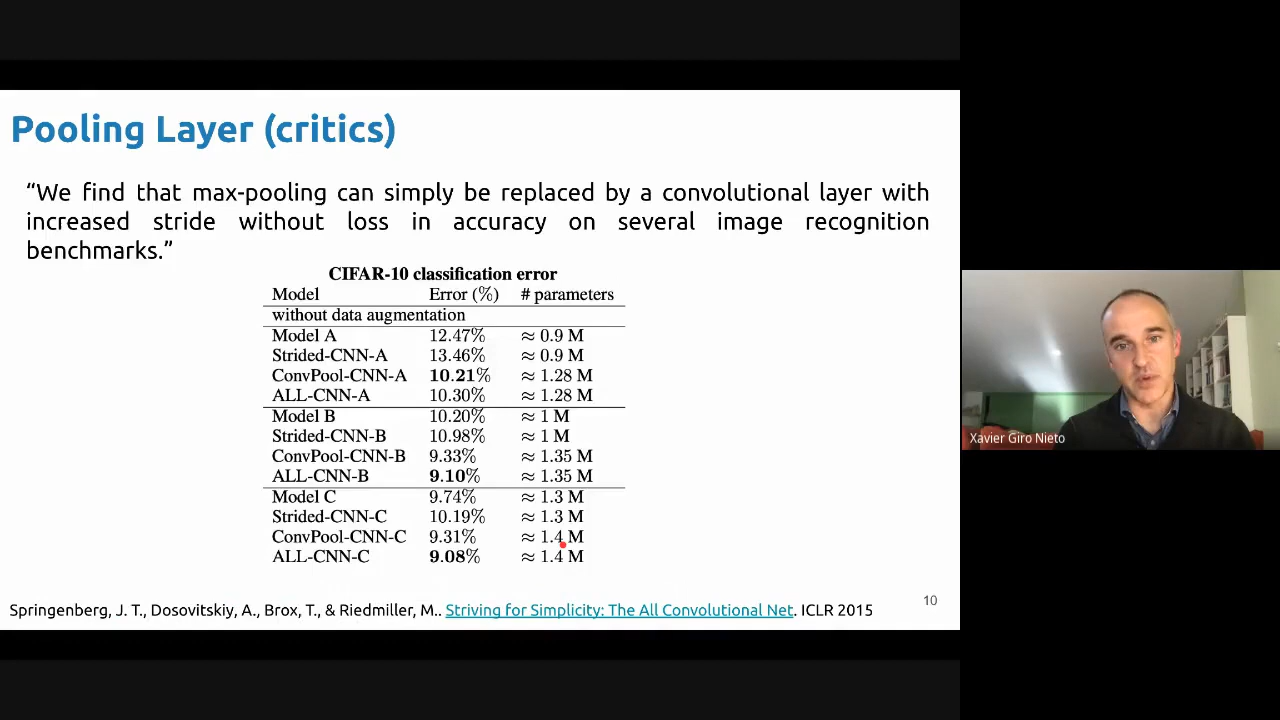 Pooling Layer (critics)
“We find that max-pooling can simply be replaced by a convolutional layer with
increased stride without loss in accuracy on several image recognition
benchmarks.”
CIFAR-10 classification error
Model Error (%) # parameters
without data augmentation
Model A 12.47% ≈ 0.9 M
Strided-CNN-A 13.46% ≈ 0.9 M
ConvPool-CNN-A 10.21% ≈ 1.28 M
ALL-CNN-A 10.30% ≈ 1.28 M
Model B 10.20% ≈ 1 M
Strided-CNN-B 10.98% ≈ 1 M
ConvPool-CNN-B 9.33% ≈ 1.35 M
ALL-CNN-B 9.10% ≈ 1.35 M
Model C 9.74% ≈ 1.3 M
Strided-CNN-C 10.19% ≈ 1.3 M
ConvPool-CNN-C 9.31% ≈ 1.4 M
ALL-CNN-C 9.08% ≈ 1.4 M
Springenberg, J. T., Dosovitskiy, A., Brox, T., & Riedmiller, M.. Striving for Simplicity: The All Convolutional Net. ICLR 2015
10
Xavier Giro Nieto